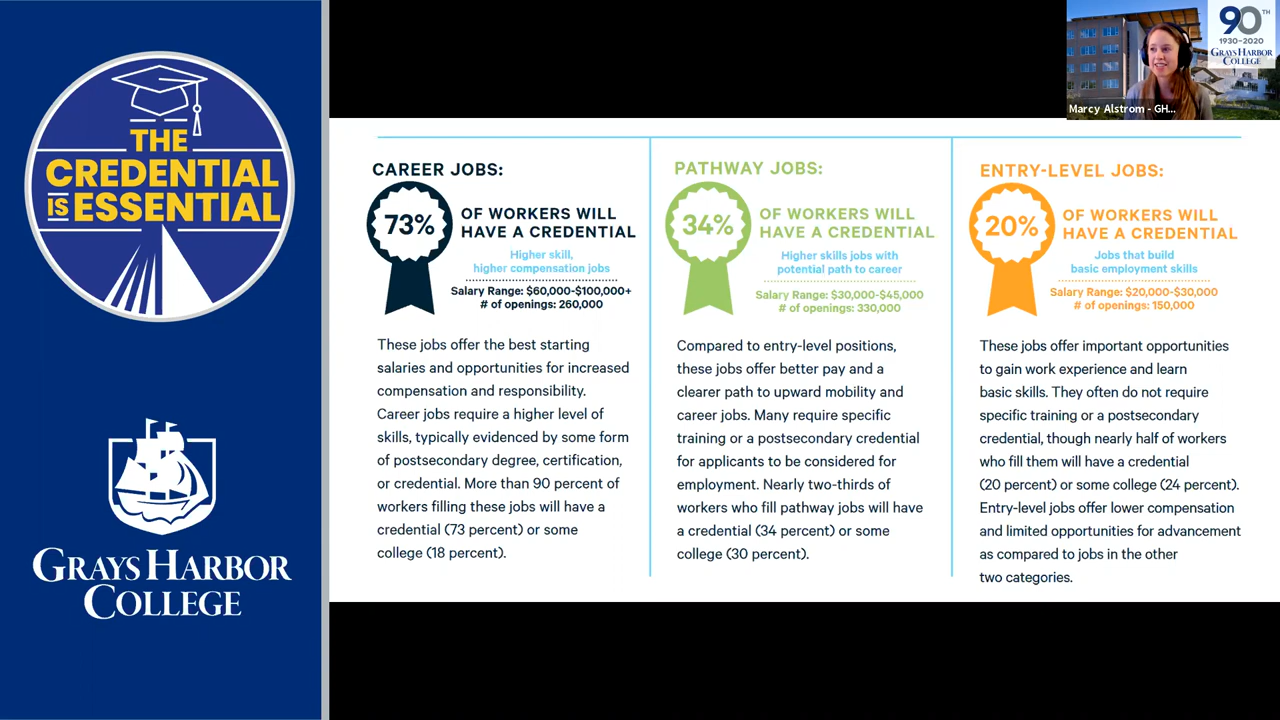 THE
CREDENTIAL
IS ESSENTIAL
GRAYS HARBOR
COLLEGE
90TH
1930-2020
GRAYS HARBOR
COLLEGE
Marcy Alstrom - GH...
CAREER JOBS:
73%
OF WORKERS WILL
HAVE A CREDENTIAL
Higher skill,
higher compensation jobs
Salary Range: $60,000-$100,000+
# of openings: 260,000
These jobs offer the best starting
salaries and opportunities for increased
compensation and responsibility.
Career jobs require a higher level of
skills, typically evidenced by some form
of postsecondary degree, certification,
or credential. More than 90 percent of
workers filling these jobs will have a
credential (73 percent) or some
college (18 percent).
PATHWAY JOBS:
34%
OF WORKERS WILL
HAVE A CREDENTIAL
Higher skills jobs with
potential path to career
Salary Range: $30,000-$45,000
# of openings: 330,000
Compared to entry-level positions,
these jobs offer better pay and a
clearer path to upward mobility and
career jobs. Many require specific
training or a postsecondary credential
for applicants to be considered for
employment. Nearly two-thirds of
workers who fill pathway jobs will have
a credential (34 percent) or some
college (30 percent).
ENTRY-LEVEL JOBS:
20%
OF WORKERS WILL
HAVE A CREDENTIAL
Jobs that build
basic employment skills
Salary Range: $20,000-$30,000
# of openings: 150,000
These jobs offer important opportunities
to gain work experience and learn
basic skills. They often do not require
specific training or a postsecondary
credential, though nearly half of workers
who fill them will have a credential
(20 percent) or some college (24 percent).
Entry-level jobs offer lower compensation
and limited opportunities for advancement
as compared to jobs in the other
two categories.